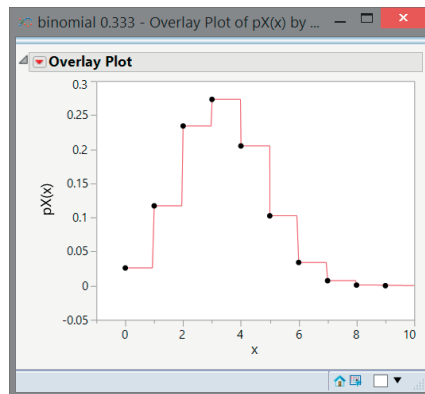 binomial 0.333 - Overlay Plot of pX(x) by ...
Overlay Plot
0.3
0.25
0.2
0.15
0.1
0.05
0
-0.05
pX(x)
0 2 4 6 8 10
x